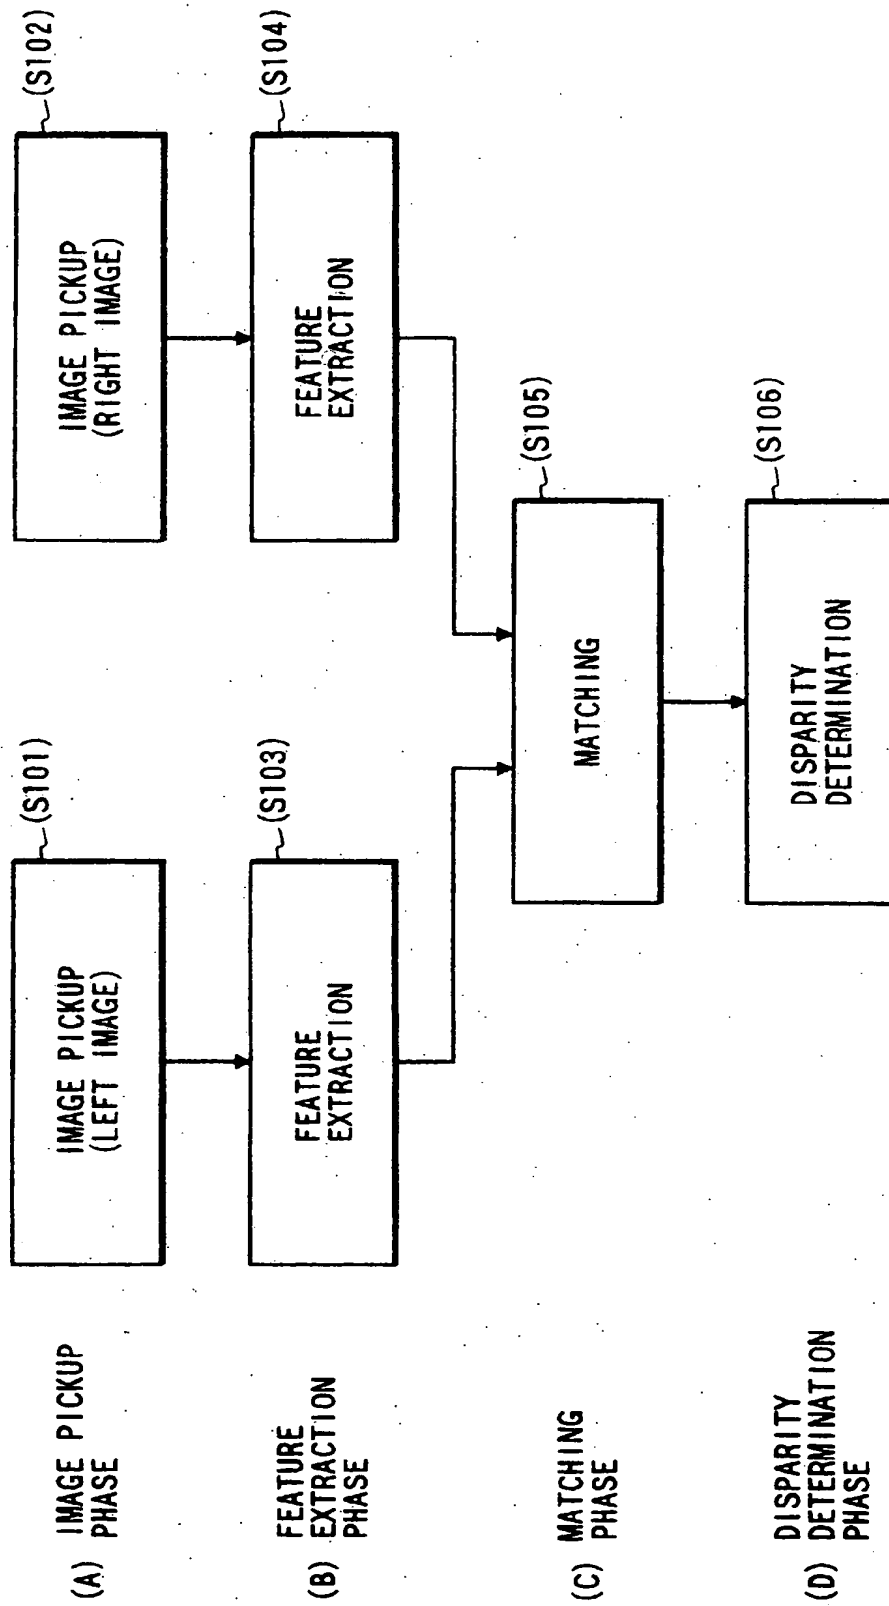 (A) IMAGE PICKUP
PHASE
IMAGE PICKUP
(LEFT IMAGE)
(S101)
IMAGE PICKUP
(RIGHT IMAGE)
(S102)
(B) FEATURE
EXTRACTION
PHASE
FEATURE
EXTRACTION
(S103)
FEATURE
EXTRACTION
(S104)
(C) MATCHING
PHASE
MATCHING
(S105)
(D) DISPARITY
DETERMINATION
PHASE
DISPARITY
DETERMINATION
(S106)